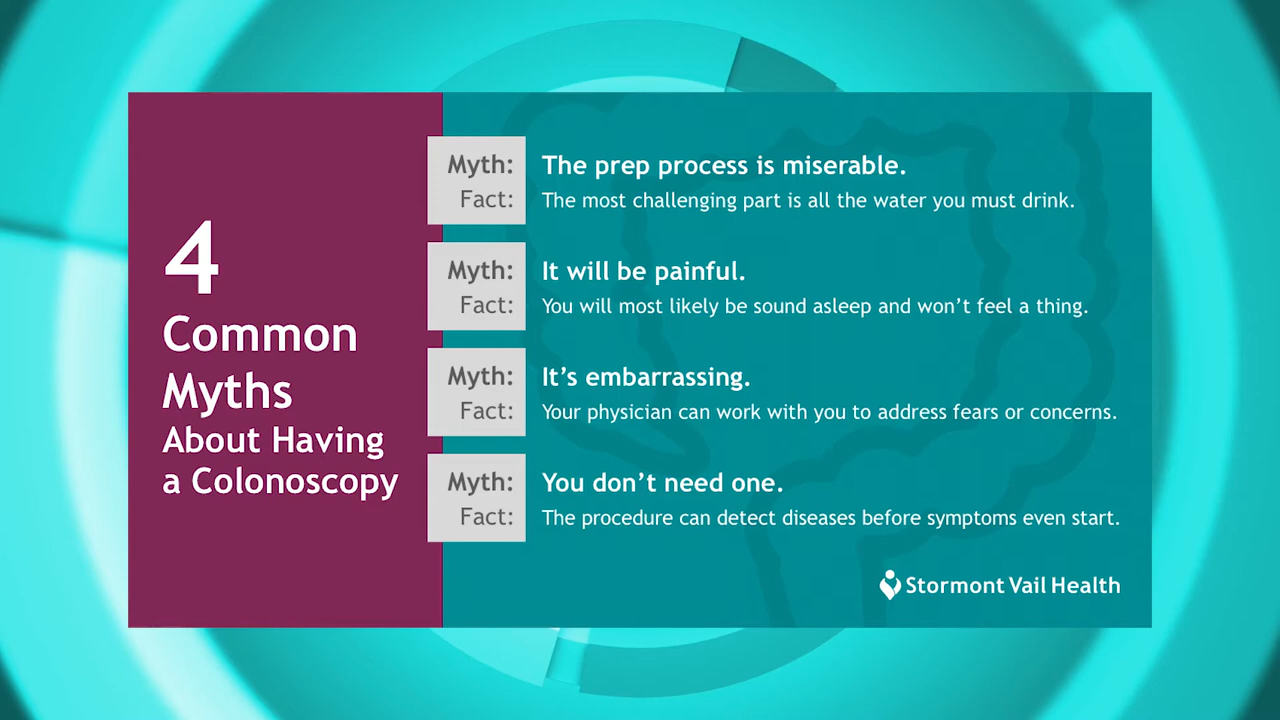 4
Common
Myths
About Having
a Colonoscopy
Myth: The prep process is miserable.
Fact: The most challenging part is all the water you must drink.
Myth: It will be painful.
Fact: You will most likely be sound asleep and won't feel a thing.
Myth: It's embarrassing.
Fact: Your physician can work with you to address fears or concerns.
Myth: You don't need one.
Fact: The procedure can detect diseases before symptoms even start.
Stormont Vail Health